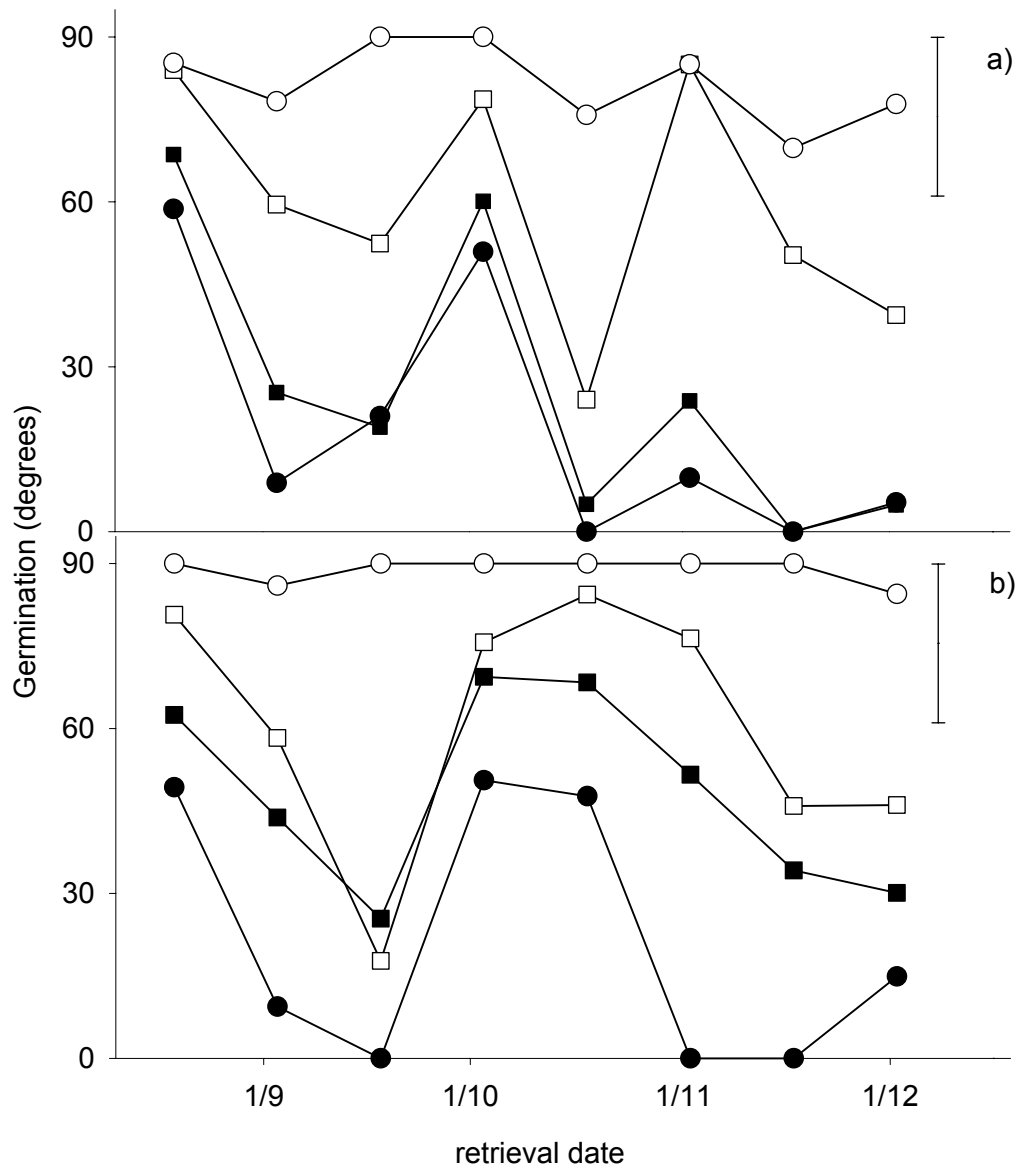 90
a)
60
30
0
Germination (degrees)
90
b)
60
30
0
1/9 1/10 1/11 1/12
retrieval date